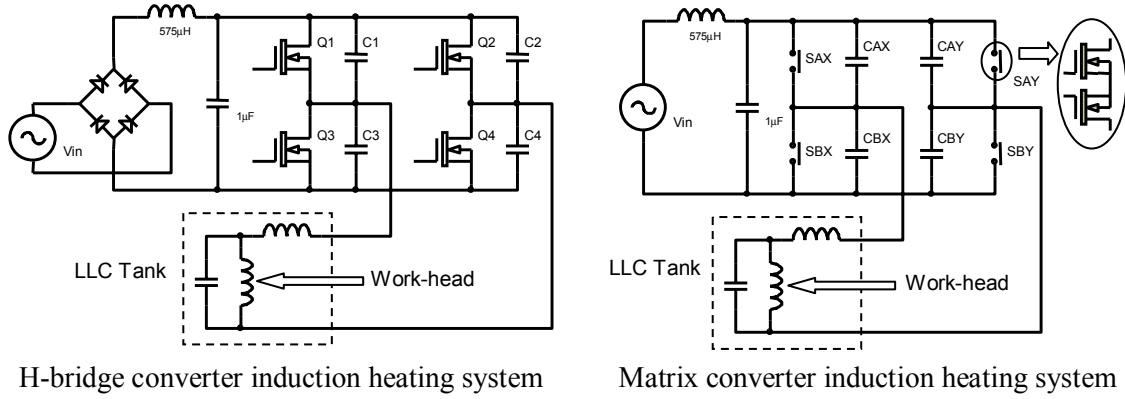 575µH
Q1
C1
Q2
C2
1µF
Vin
Q3
C3
Q4
C4
LLC Tank
Work-head
H-bridge converter induction heating system
575µH
SAX
CAX
CAY
SAY
Vin
1µF
SBX
CBX
CBY
SBY
LLC Tank
Work-head
Matrix converter induction heating system